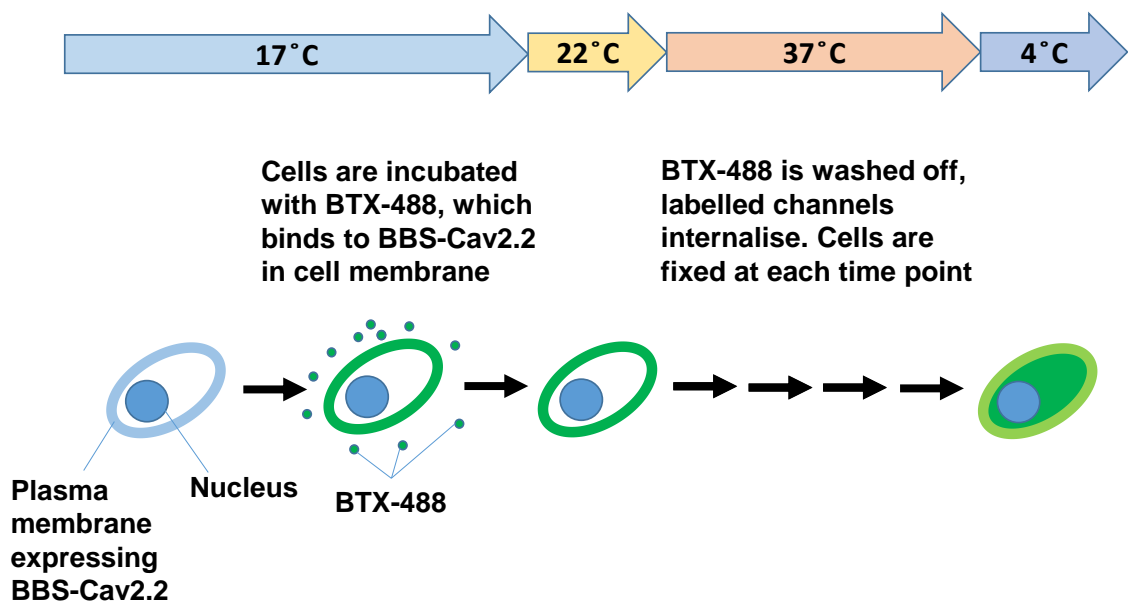 17˚C
22˚C
37˚C
4˚C
Cells are incubated
with BTX-488, which
binds to BBS-Cav2.2
in cell membrane
BTX-488 is washed off,
labelled channels
internalise. Cells are
fixed at each time point
Plasma
membrane
expressing
BBS-Cav2.2
Nucleus
BTX-488